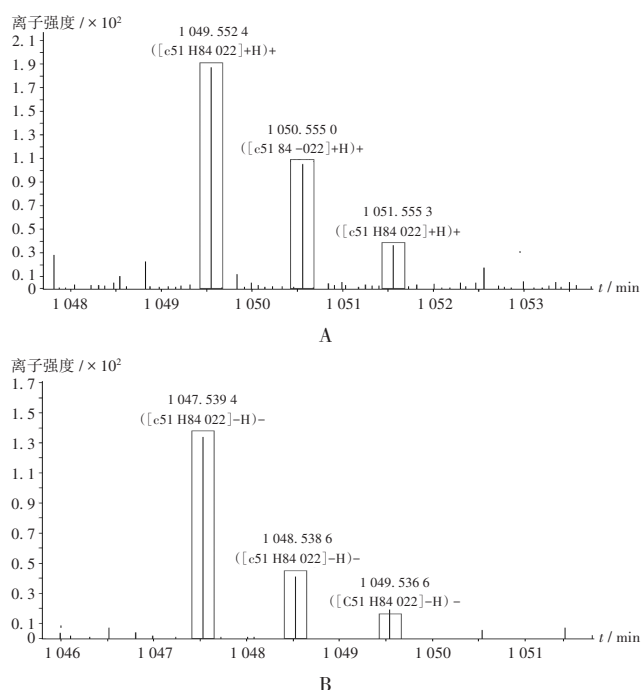 离子强度 / × 10²
2. 1
1. 9
1. 7
1. 5
1. 3
1. 1
0. 9
0. 7
0. 5
0. 3
0. 1
0
1 049. 552 4
([c51 H84 022]+H)+
1 050. 555 0
([c51 84 -022]+H)+
1 051. 555 3
([c51 H84 022]+H)+
1 048
1 049
1 050
1 051
1 052
1 053
t / min
A
离子强度 / × 10²
1. 7
1. 5
1. 3
1. 1
0. 9
0. 7
0. 5
0. 3
0. 1
0
1 047. 539 4
([c51 H84 022]-H)-
1 048. 538 6
([c51 H84 022]-H)-
1 049. 536 6
([C51 H84 022]-H) -
1 046
1 047
1 048
1 049
1 050
1 051
t / min
B